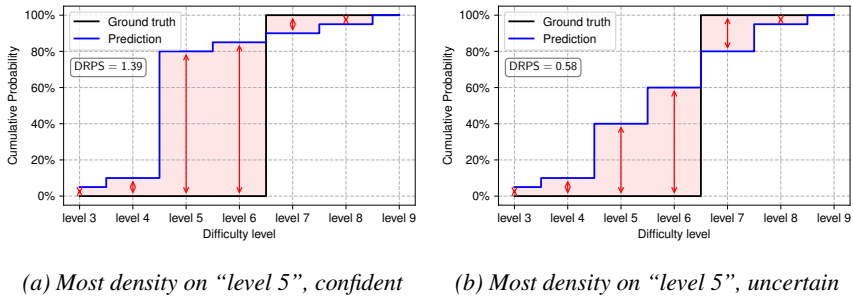 Cumulative Probability
100%
80%
60%
40%
20%
0%
Ground truth
Prediction
DRPS = 1.39
level 3 level 4 level 5 level 6 level 7 level 8 level 9
Difficulty level
(a) Most density on “level 5”, confident
Cumulative Probability
100%
80%
60%
40%
20%
0%
Ground truth
Prediction
DRPS = 0.58
level 3 level 4 level 5 level 6 level 7 level 8 level 9
Difficulty level
(b) Most density on “level 5”, uncertain